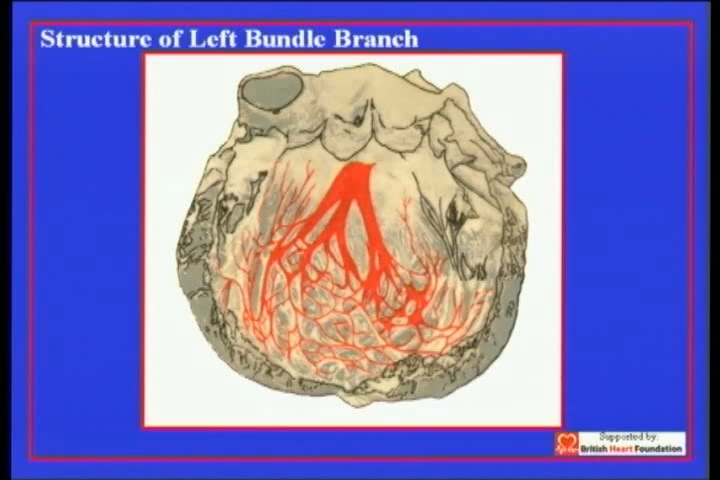 Structure of Left Bundle Branch
Supported by:
British Heart Foundation